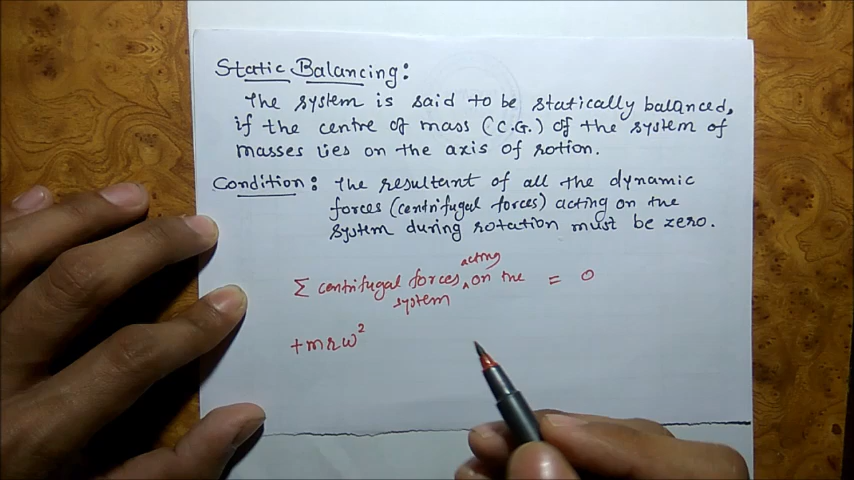 Static Balancing:
The system is said to be statically balanced,
if the centre of mass (C.G.) of the system of
masses lies on the axis of rotion.
Condition: The resultant of all the dynamic
forces (centrifugal forces) acting on the
system during rotation must be zero.
acting
Σ centrifugal forces ‸ on the = 0
system
+mrω²